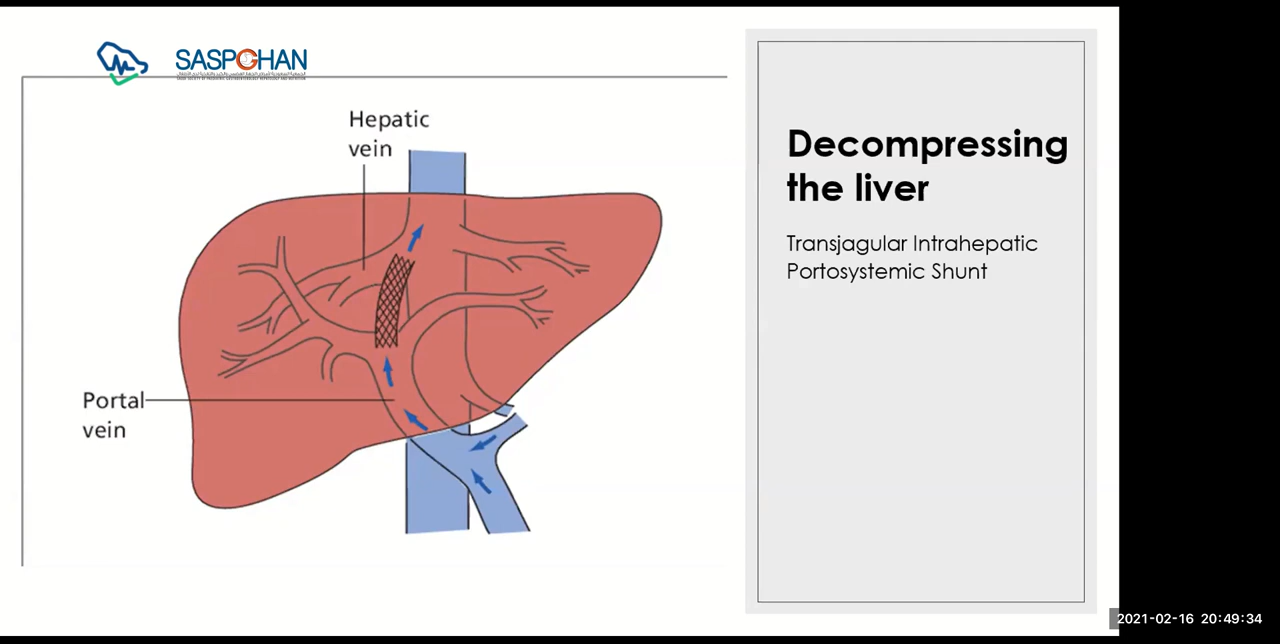 SASPGHAN
Hepatic
vein
Portal
vein
Decompressing
the liver
Transjagular Intrahepatic
Portosystemic Shunt
2021-02-16 20:49:34